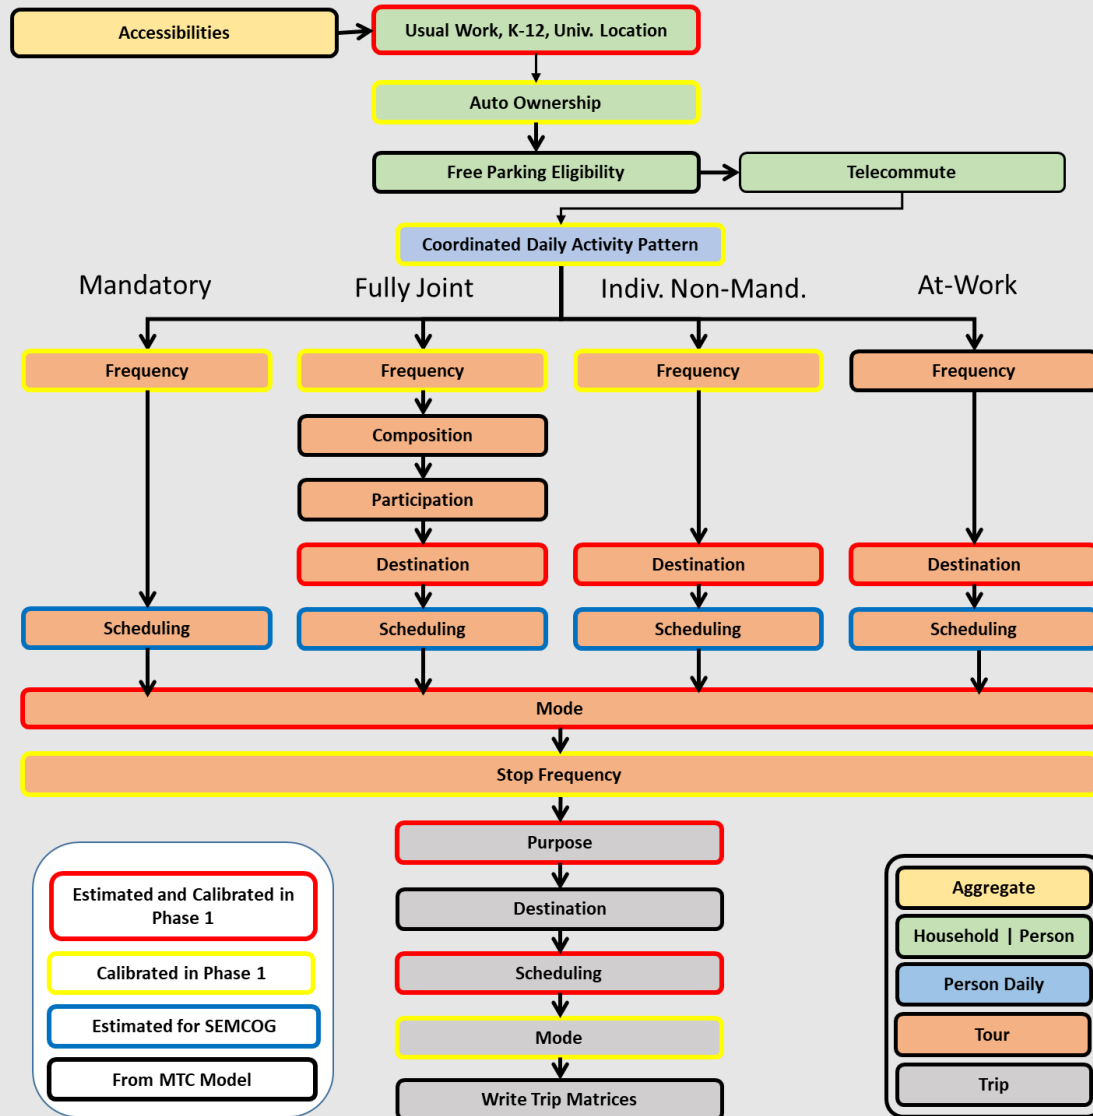 Accessibilities
Usual Work, K-12, Univ. Location
Auto Ownership
Free Parking Eligibility
Telecommute
Coordinated Daily Activity Pattern
Mandatory
Fully Joint
Indiv. Non-Mand.
At-Work
Frequency
Frequency
Frequency
Frequency
Composition
Participation
Destination
Destination
Destination
Scheduling
Scheduling
Scheduling
Scheduling
Mode
Stop Frequency
Purpose
Destination
Scheduling
Mode
Write Trip Matrices
Estimated and Calibrated in
Phase 1
Calibrated in Phase 1
Estimated for SEMCOG
From MTC Model
Aggregate
Household | Person
Person Daily
Tour
Trip